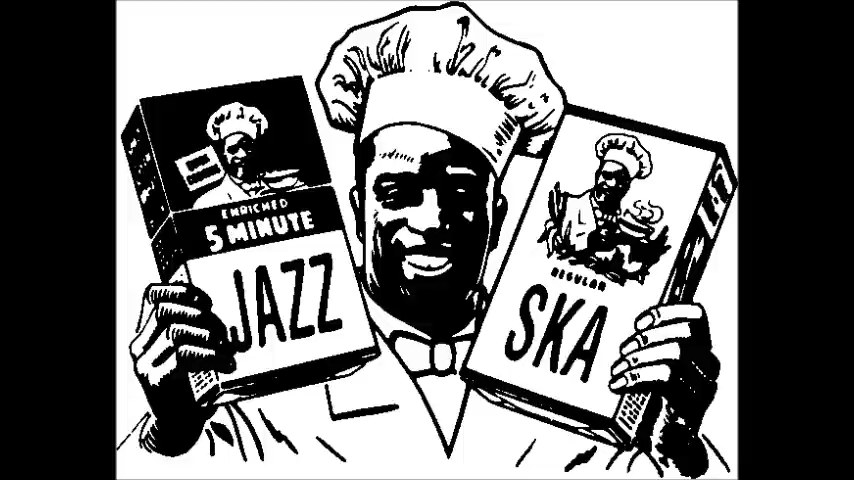 ENRICHED
5 MINUTE
JAZZ
REGULAR
SKA